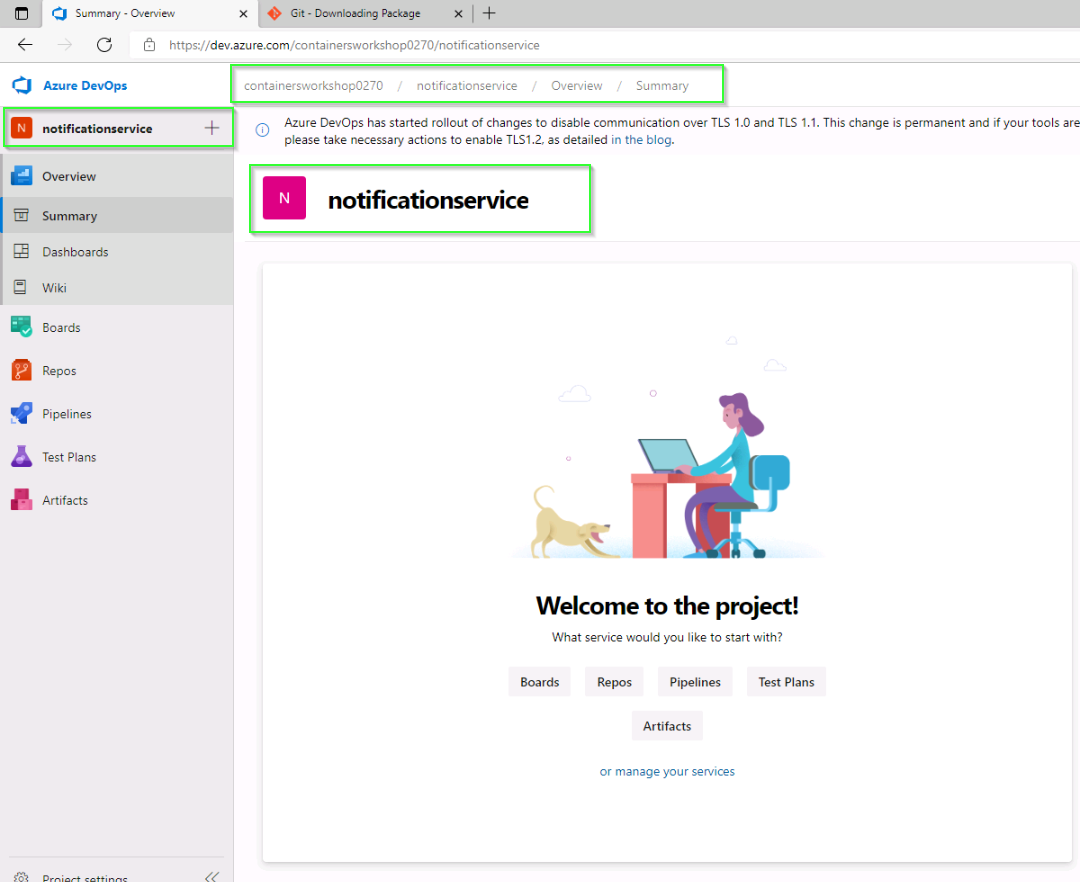 Summary - Overview
Git - Downloading Package
https://dev.azure.com/containersworkshop0270/notificationservice
Azure DevOps
containersworkshop0270 / notificationservice / Overview / Summary
N notificationservice
Azure DevOps has started rollout of changes to disable communication over TLS 1.0 and TLS 1.1. This change is permanent and if your tools are
please take necessary actions to enable TLS1.2, as detailed in the blog.
Overview
Summary
Dashboards
Wiki
Boards
Repos
Pipelines
Test Plans
Artifacts
N notificationservice
Welcome to the project!
What service would you like to start with?
Boards Repos Pipelines Test Plans
Artifacts
or manage your services
Project settings